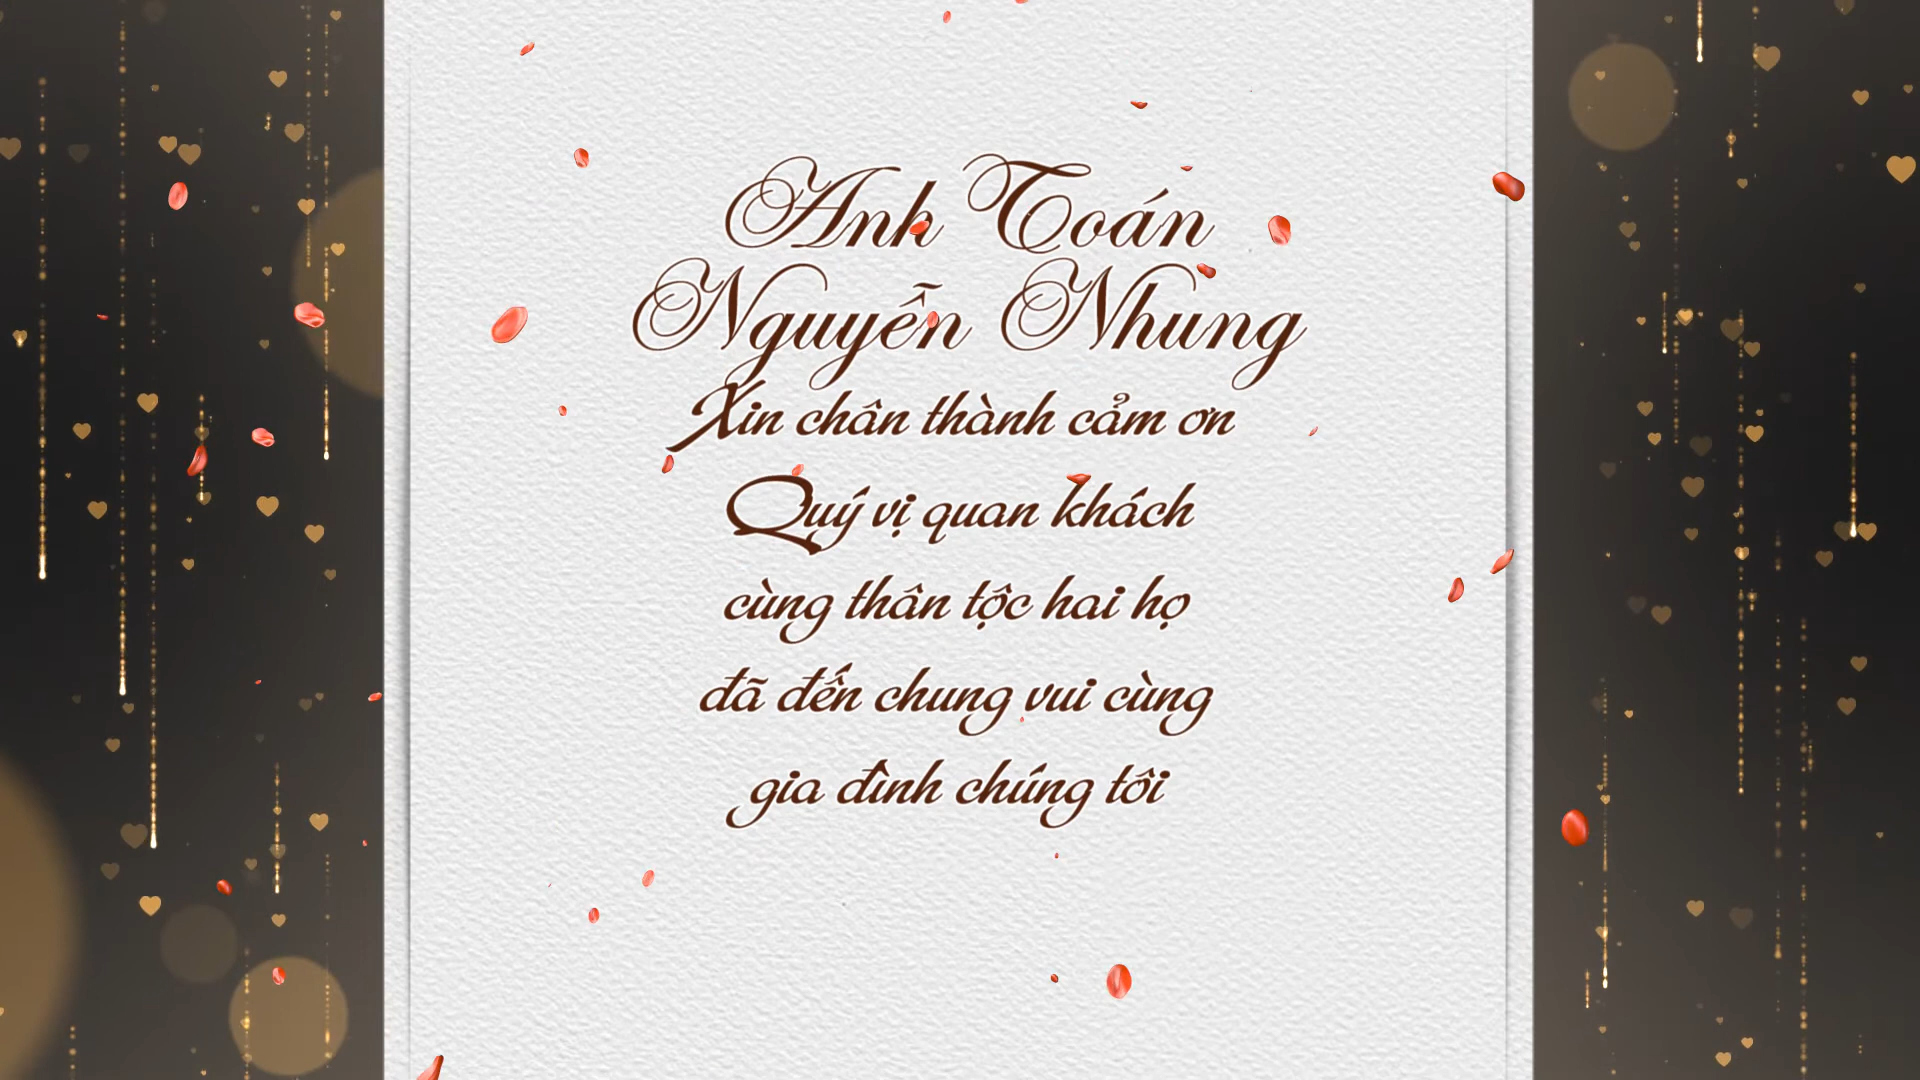 Anh Toán
Nguyễn Nhung
Xin chân thành cảm ơn
Quý vị quan khách
cùng thân tộc hai họ
đã đến chung vui cùng
gia đình chúng tôi